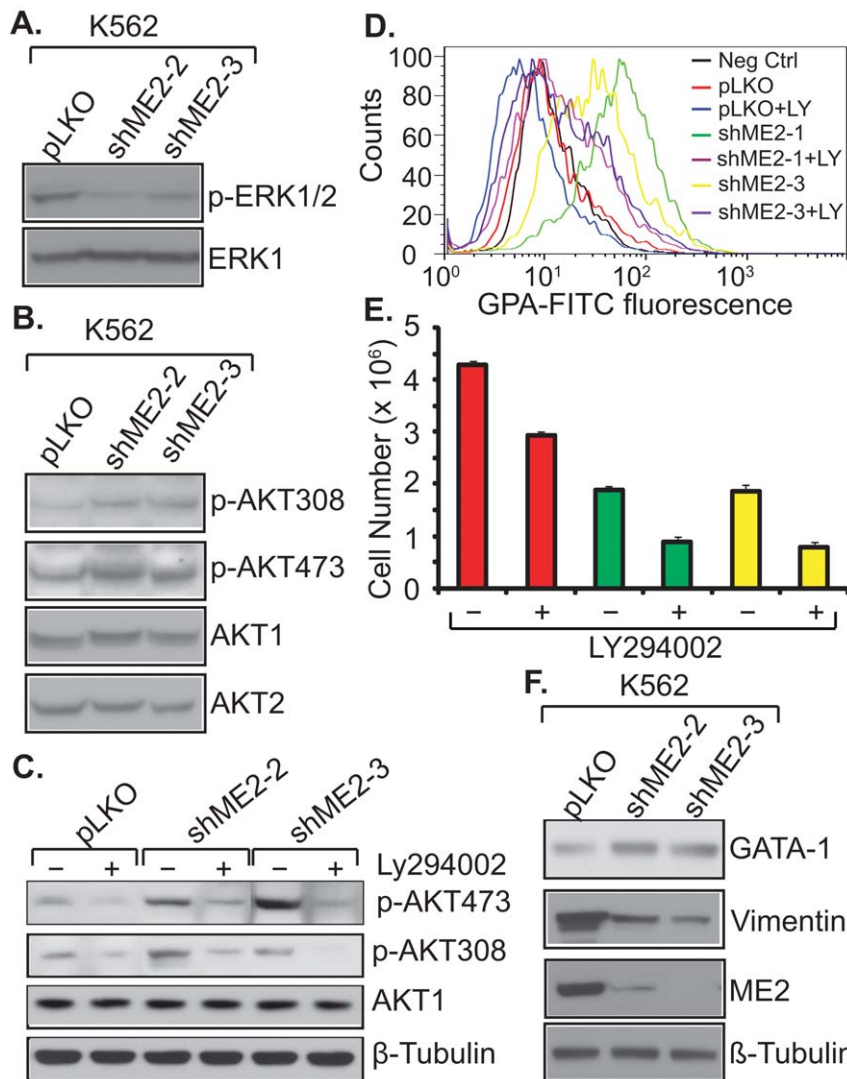 A.
K562
pLKO
shME2-2
shME2-3
p-ERK1/2
ERK1
B.
K562
pLKO
shME2-2
shME2-3
p-AKT308
p-AKT473
AKT1
AKT2
C.
pLKO
shME2-2
shME2-3
– + – + – + Ly294002
p-AKT473
p-AKT308
AKT1
β-Tubulin
D.
Counts
100
80
60
40
20
0
10⁰ 10¹ 10² 10³
GPA-FITC fluorescence
Neg Ctrl
pLKO
pLKO+LY
shME2-1
shME2-1+LY
shME2-3
shME2-3+LY
E.
Cell Number (x 10⁶)
5
4
3
2
1
0
– + – + – +
LY294002
F.
K562
pLKO
shME2-2
shME2-3
GATA-1
Vimentin
ME2
ß-Tubulin